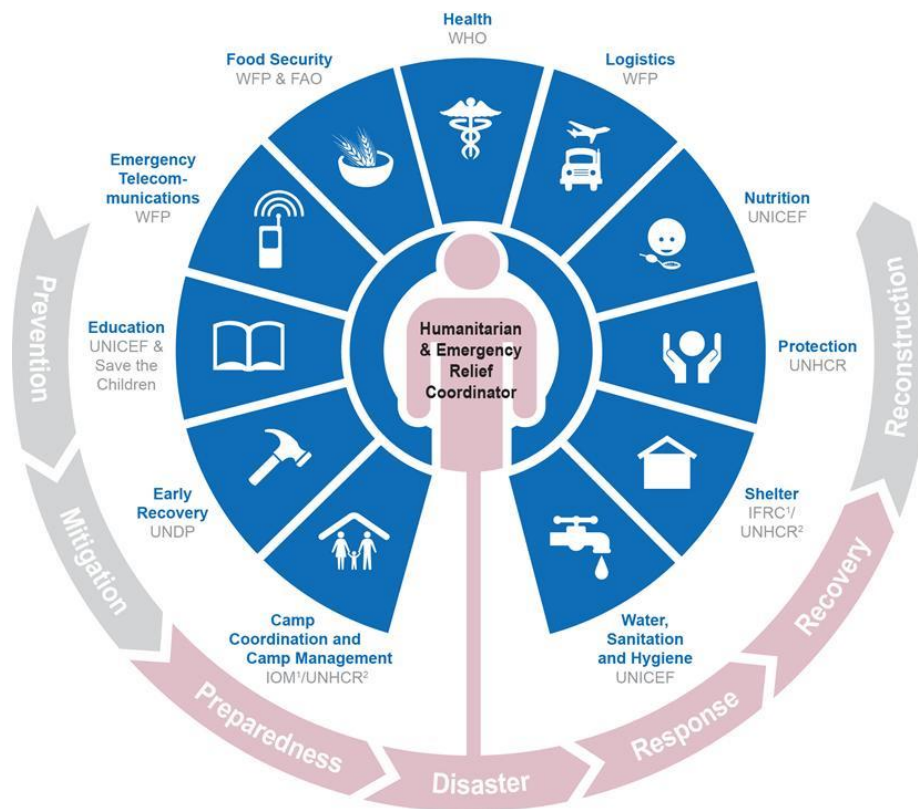 Health
WHO
Food Security
WFP & FAO
Logistics
WFP
Emergency
Telecom-
munications
WFP
Nutrition
UNICEF
Education
UNICEF &
Save the
Children
Humanitarian
& Emergency
Relief
Coordinator
Protection
UNHCR
Early
Recovery
UNDP
Shelter
IFRC¹/
UNHCR²
Camp
Coordination and
Camp Management
IOM¹/UNHCR²
Water,
Sanitation
and Hygiene
UNICEF
Prevention
Mitigation
Preparedness
Disaster
Response
Recovery
Reconstruction